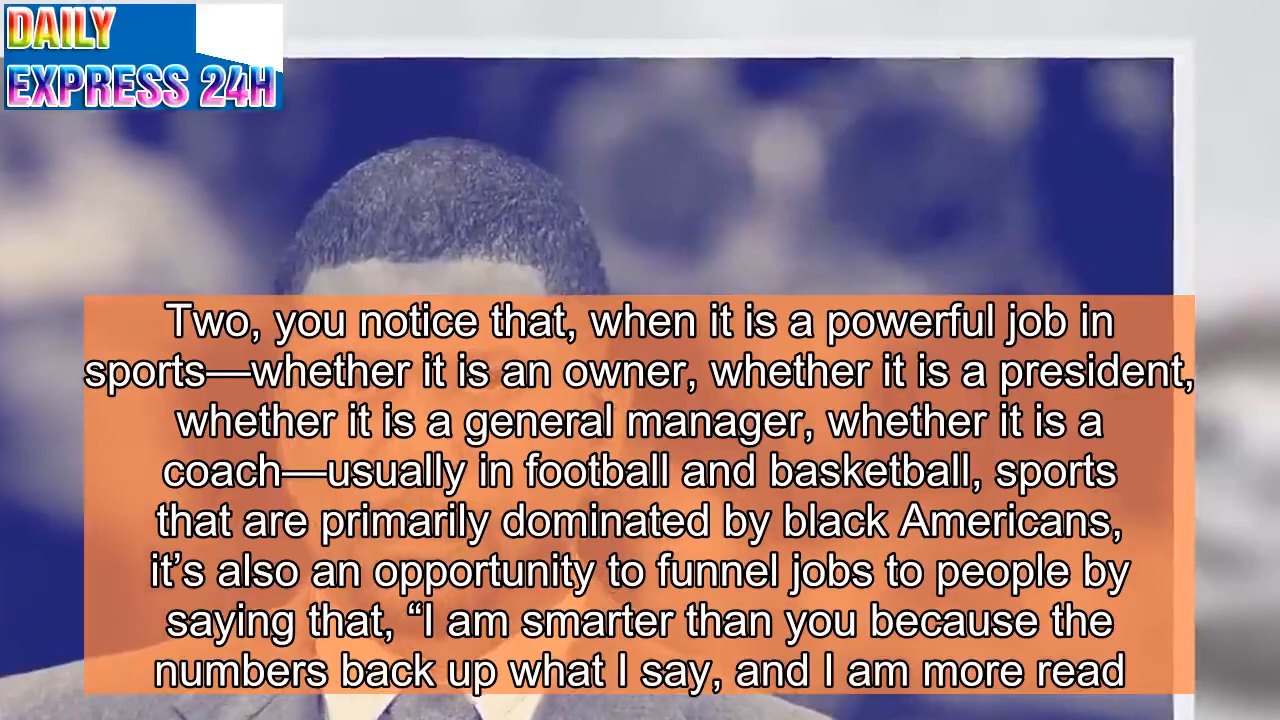 DAILY
EXPRESS 24H
Two, you notice that, when it is a powerful job in
sports—whether it is an owner, whether it is a president,
whether it is a general manager, whether it is a
coach—usually in football and basketball, sports
that are primarily dominated by black Americans,
it’s also an opportunity to funnel jobs to people by
saying that, “I am smarter than you because the
numbers back up what I say, and I am more read